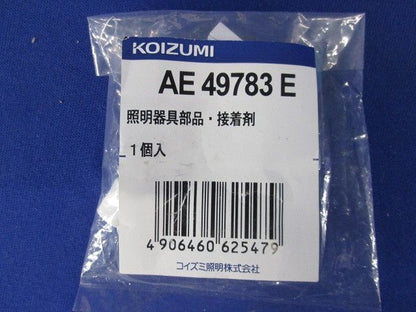 KOIZUMI
AE 49783 E
照明器具部品・接着剤
1個入
4 906460 625479
コイズミ照明株式会社